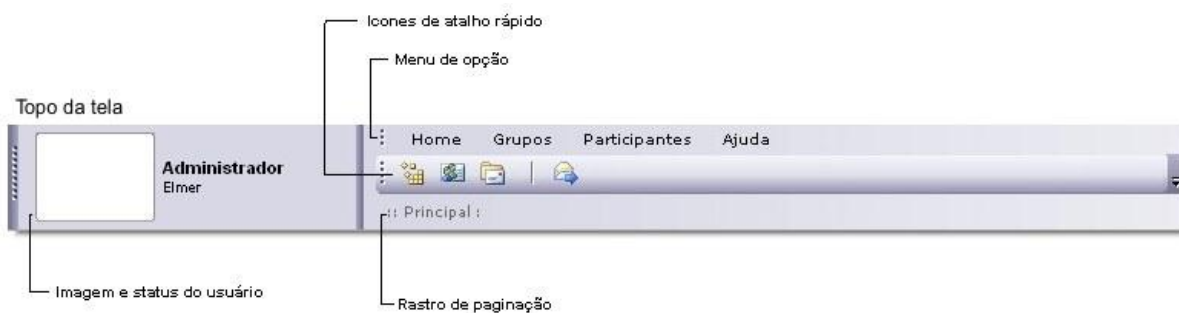 Icones de atalho rápido
Menu de opção
Topo da tela
Home Grupos Participantes Ajuda
Administrador
Elmer
:: Principal :
Imagem e status do usuário
Rastro de paginação